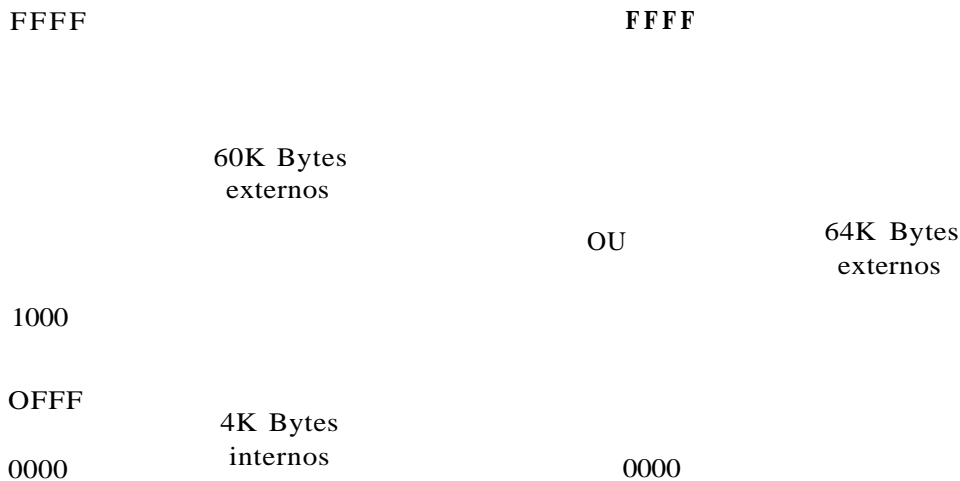 FFFF
60K Bytes
externos
1000
OFFF
4K Bytes
internos
0000
OU
FFFF
64K Bytes
externos
0000